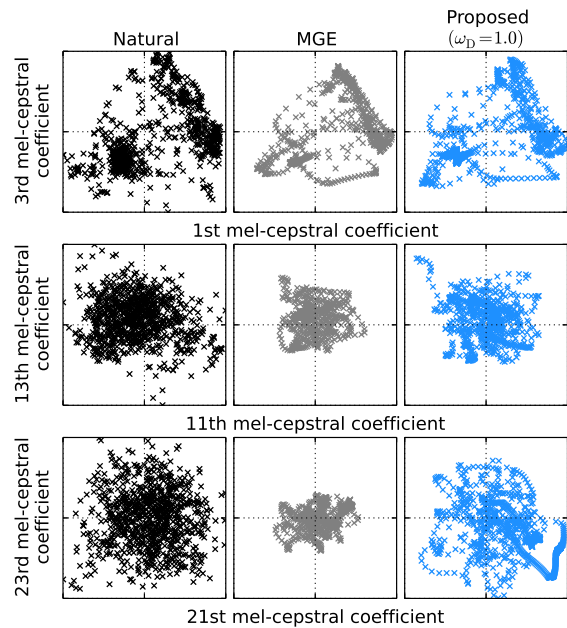 Natural
MGE
Proposed
(ω_D=1.0)
3rd mel-cepstral
coefficient
1st mel-cepstral coefficient
13th mel-cepstral
coefficient
11th mel-cepstral coefficient
23rd mel-cepstral
coefficient
21st mel-cepstral coefficient